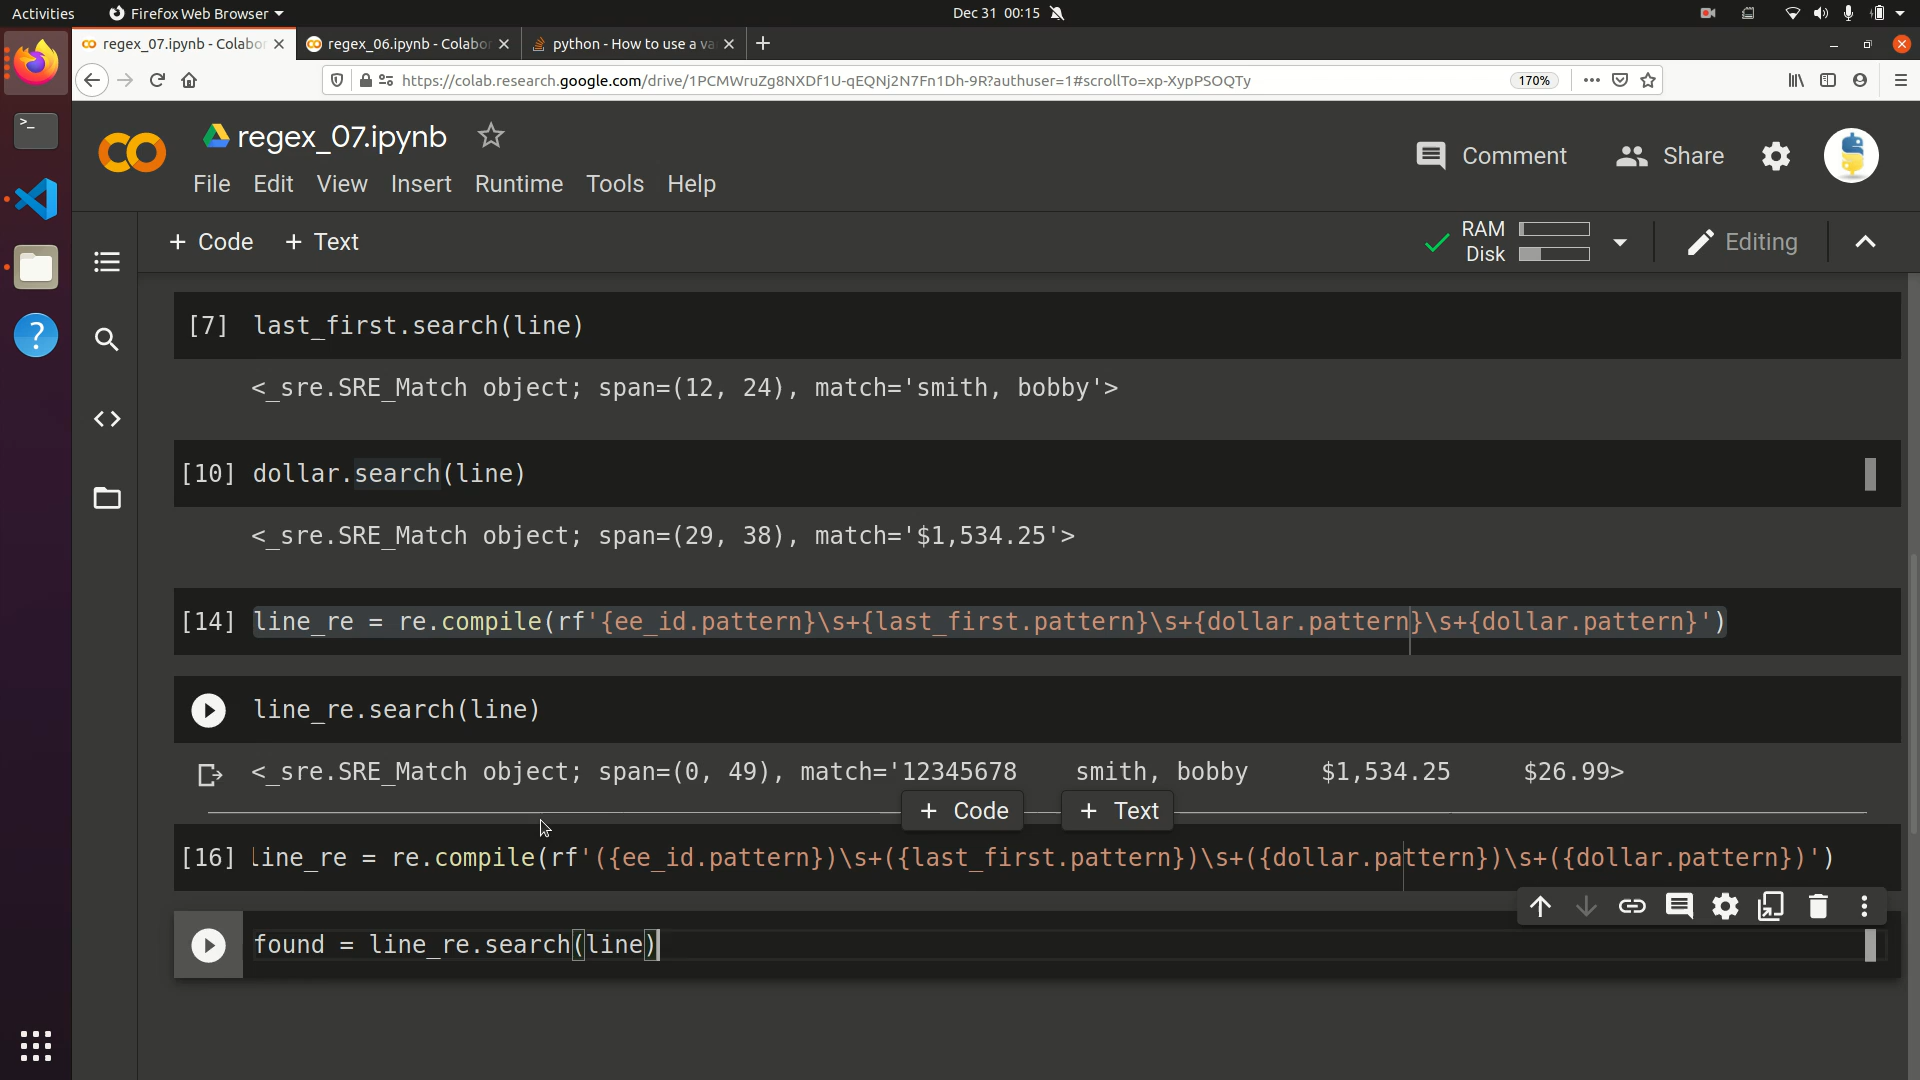 Activities Firefox Web Browser Dec 31 00:15
regex_07.ipynb - Colabor regex_06.ipynb - Colabor python - How to use a va
https://colab.research.google.com/drive/1PCMWruZg8NXDf1U-qEQNj2N7Fn1Dh-9R?authuser=1#scrollTo=xp-XypPSOQTy 170%
regex_07.ipynb
Comment Share
File Edit View Insert Runtime Tools Help
+ Code + Text RAM Disk Editing
[7] last_first.search(line)
<_sre.SRE_Match object; span=(12, 24), match='smith, bobby'>
[10] dollar.search(line)
<_sre.SRE_Match object; span=(29, 38), match='$1,534.25'>
[14] line_re = re.compile(rf'{ee_id.pattern}\s+{last_first.pattern}\s+{dollar.pattern}\s+{dollar.pattern}')
line_re.search(line)
<_sre.SRE_Match object; span=(0, 49), match='12345678    smith, bobby     $1,534.25     $26.99>
+ Code + Text
[16] line_re = re.compile(rf'({ee_id.pattern})\s+({last_first.pattern})\s+({dollar.pattern})\s+({dollar.pattern})')
found = line_re.search(line)